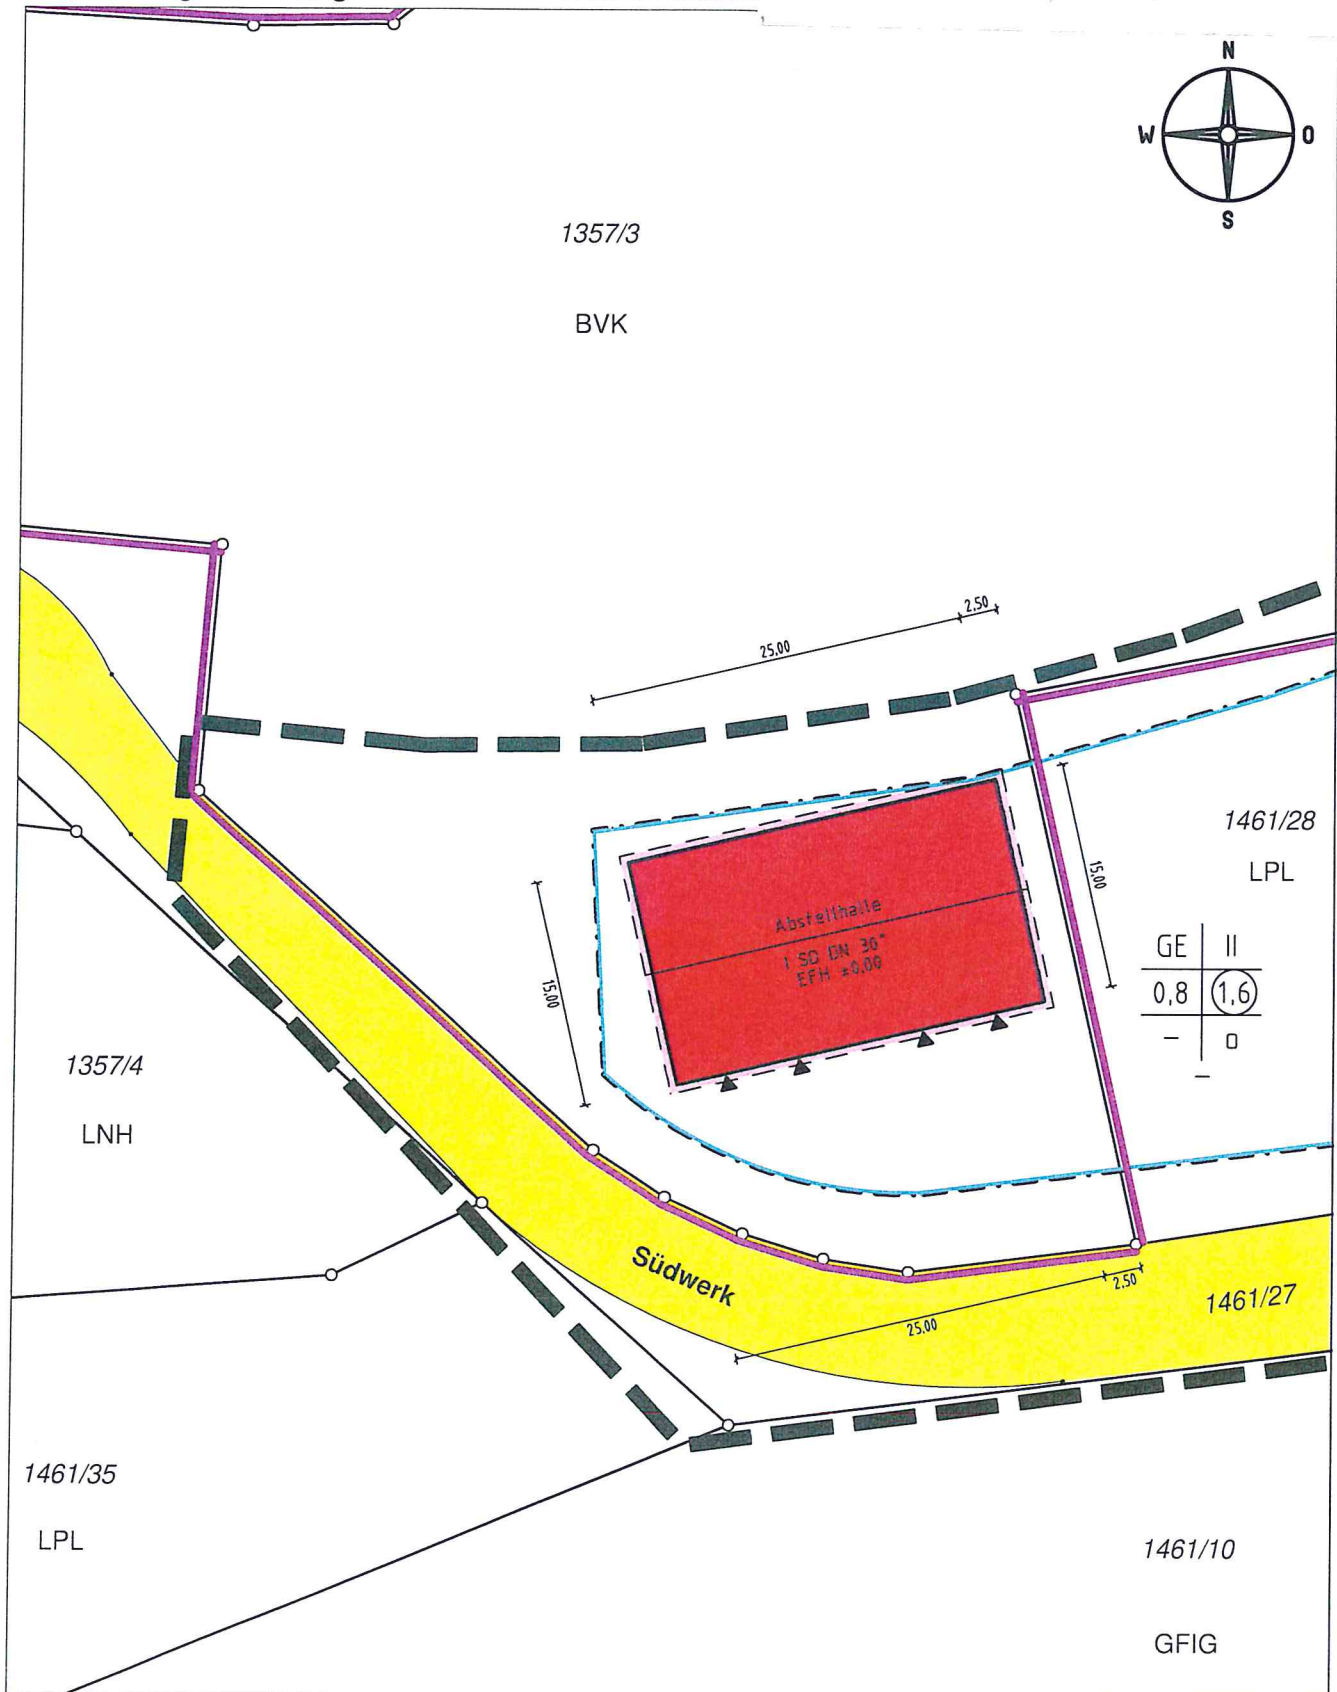 N
W O
S
1357/3
BVK
2.50
25.00
1461/28
LPL
15.00
Abstellhalle
I SD DN 30°
EFH ±0.00
GE II
0,8 1,6
- o
-
15.00
1357/4
LNH
Südwerk
2.50
1461/27
25.00
1461/35
LPL
1461/10
GFIG